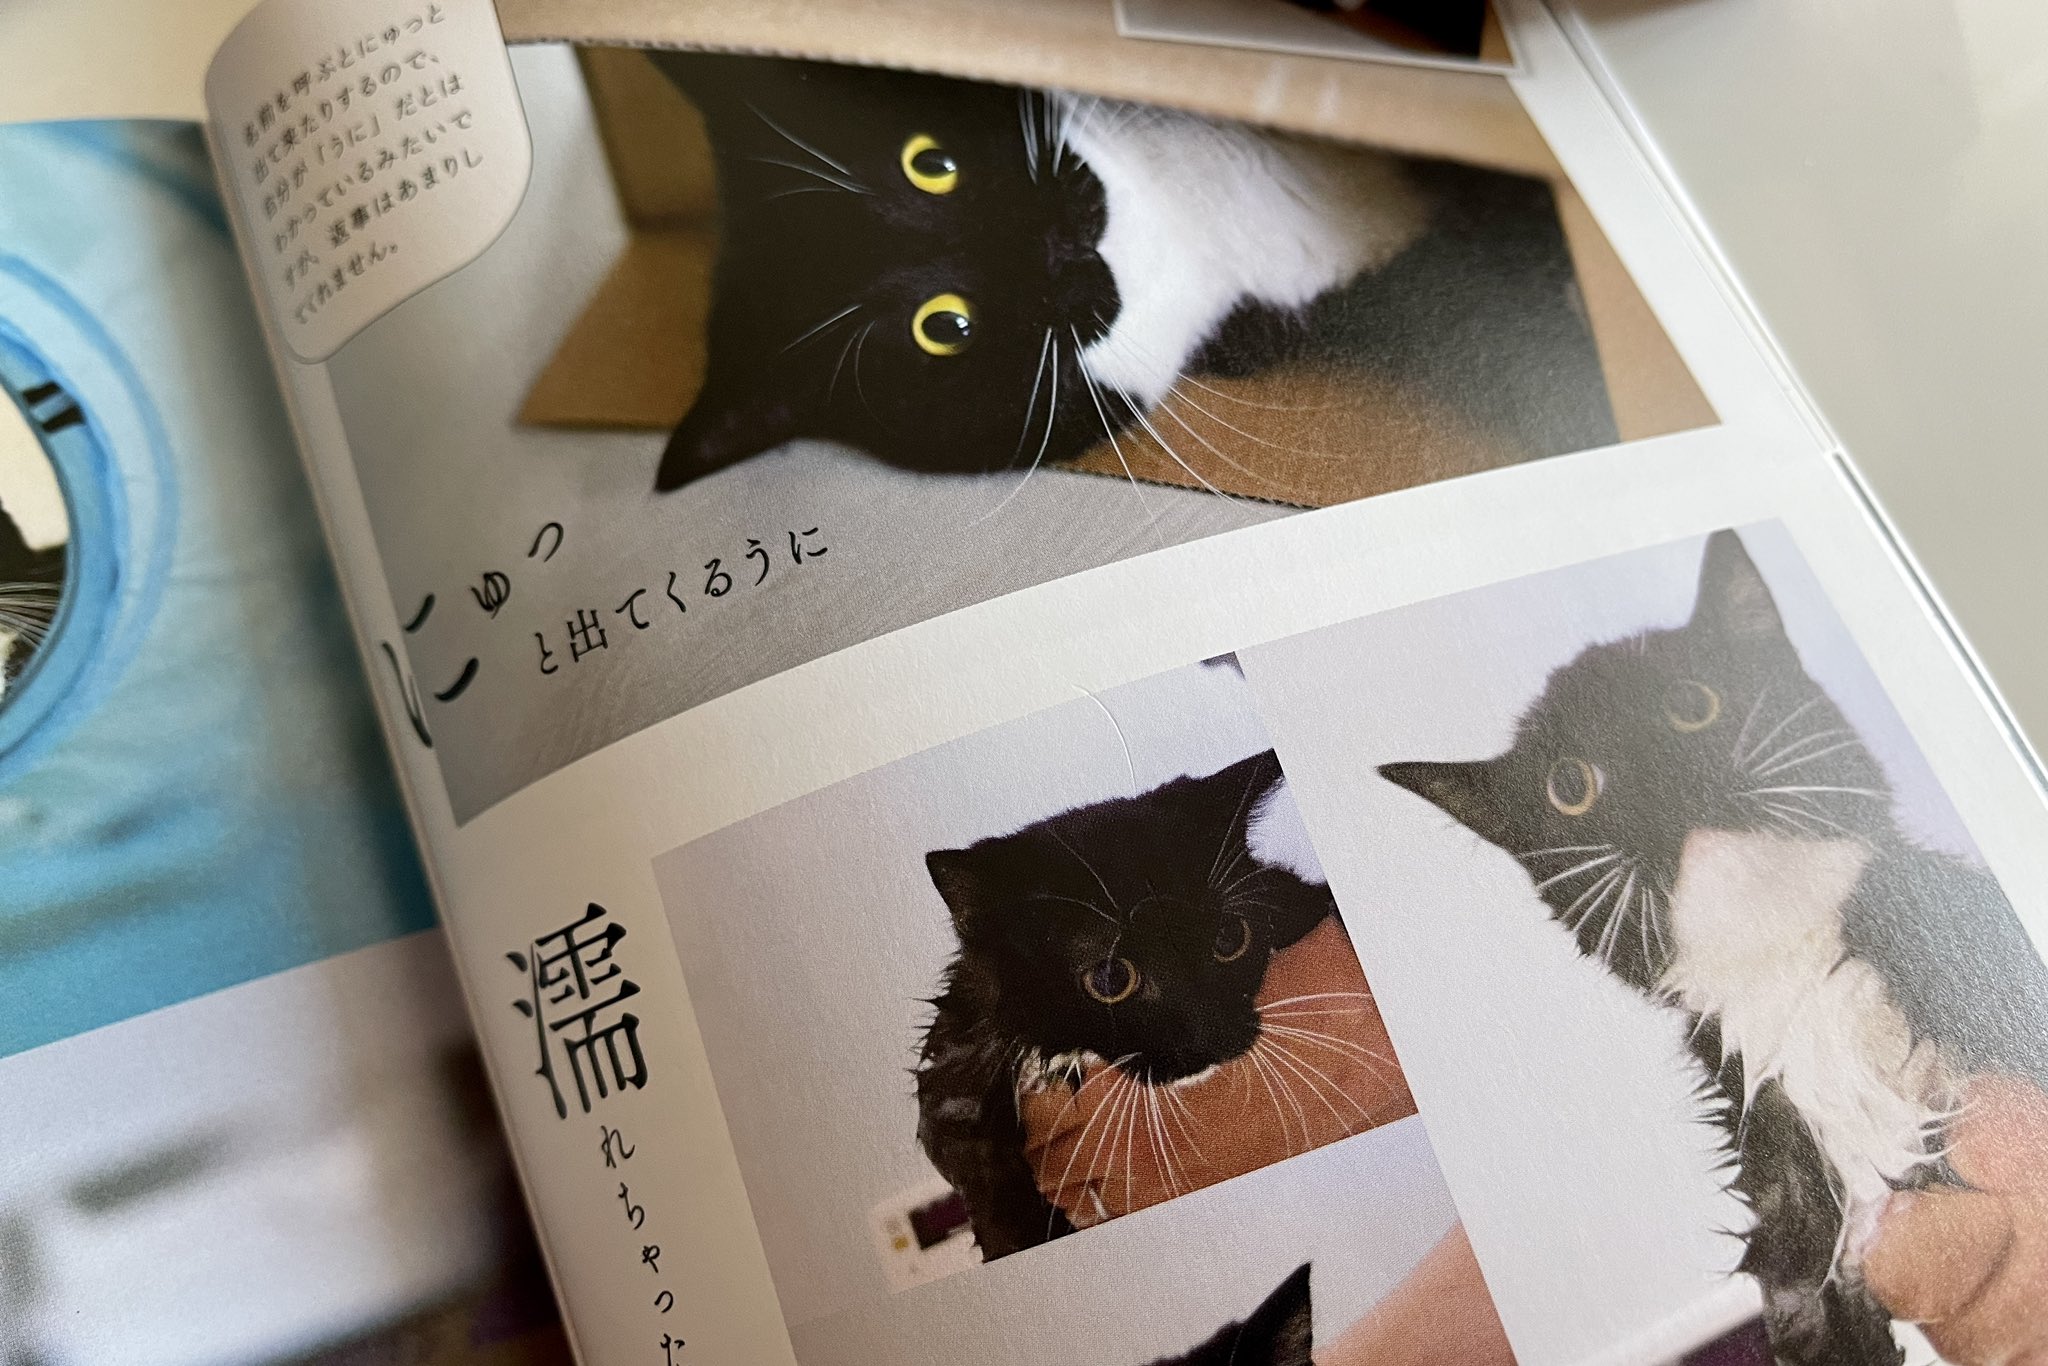 名前を呼ぶとにゅっと
出て来たりするので、
自分が「うに」だとは
わかっているみたいで
すが、返事はあまりし
てくれません。
にゅっ
と出てくるうに
濡れちゃった